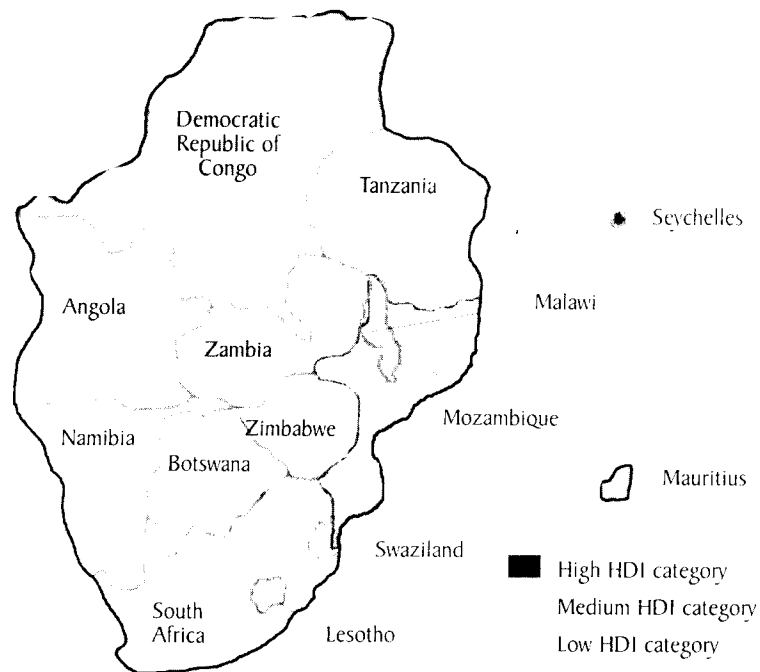 Democratic
Republic of
Congo
Tanzania
Seychelles
Angola
Malawi
Zambia
Mozambique
Namibia
Zimbabwe
Botswana
Mauritius
Swaziland
High HDI category
Medium HDI category
South
Africa
Lesotho
Low HDI category